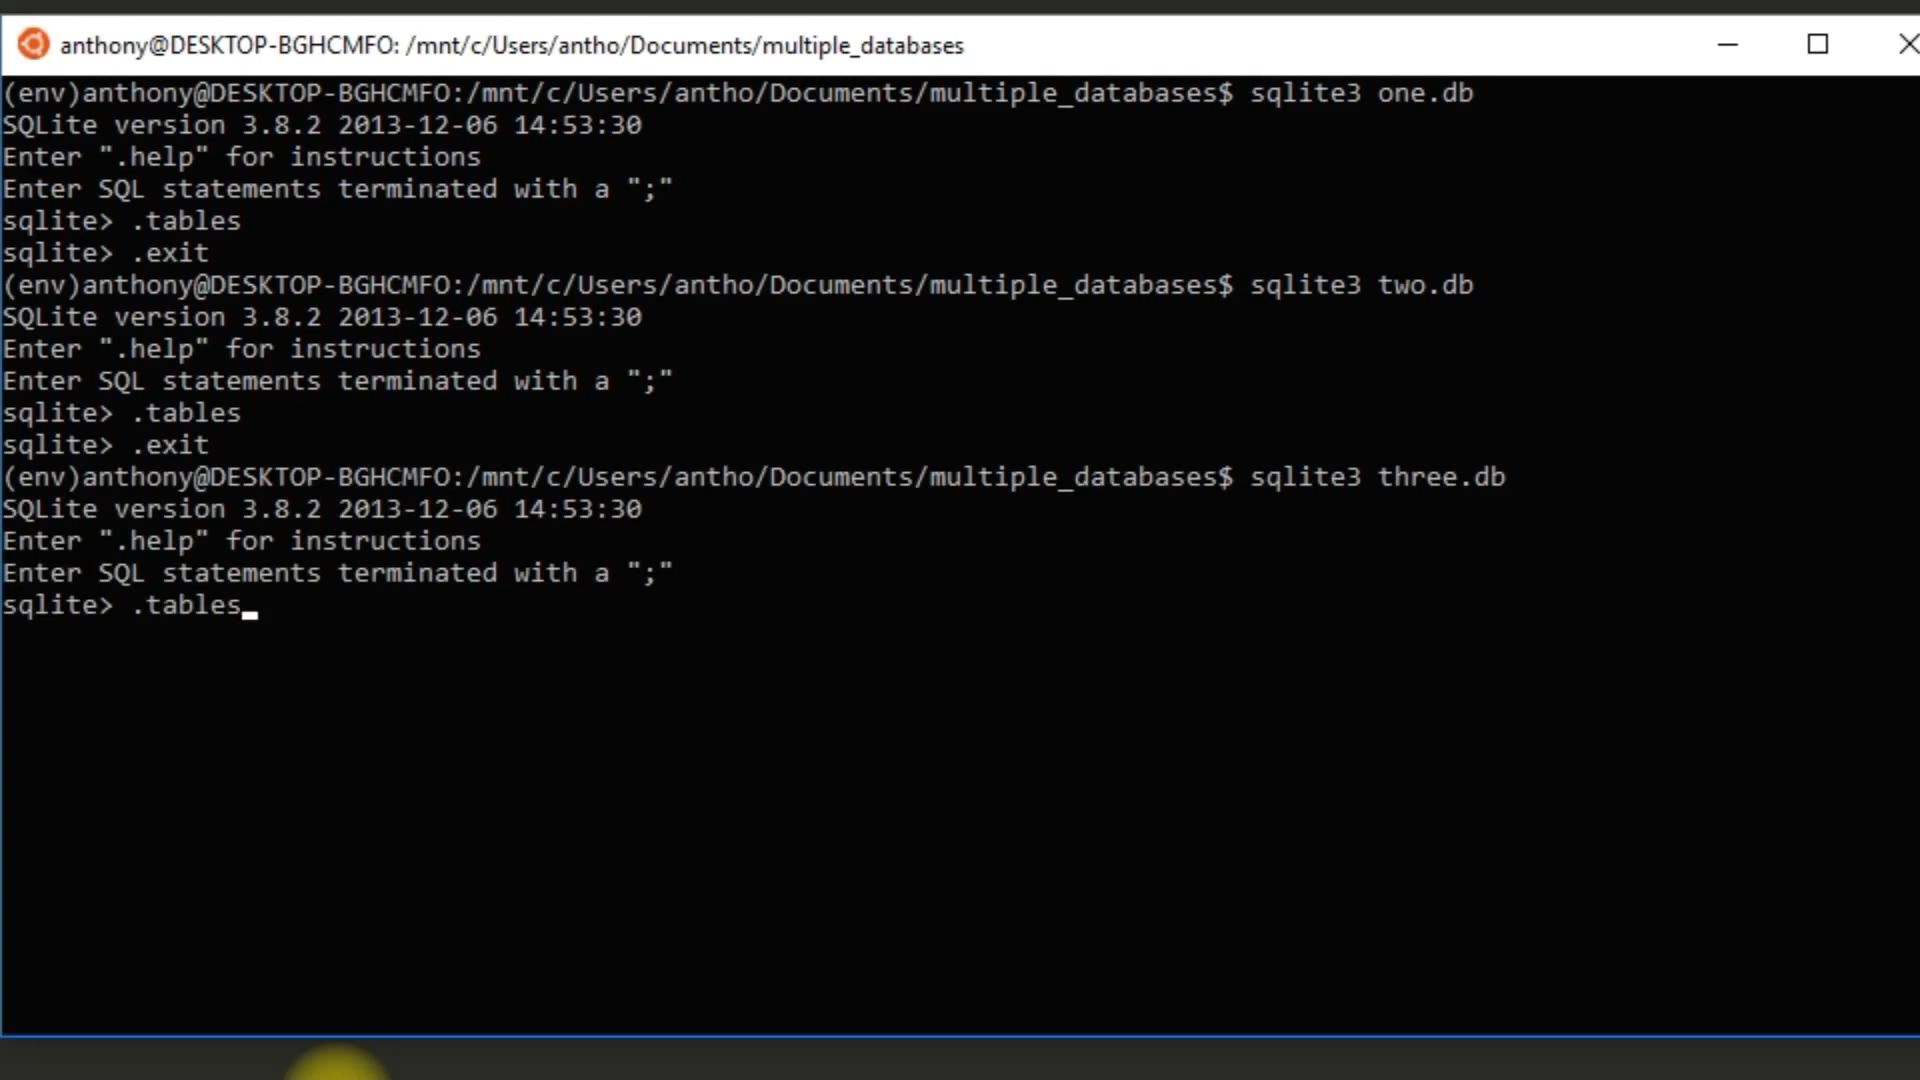 anthony@DESKTOP-BGHCMFO: /mnt/c/Users/antho/Documents/multiple_databases
(env)anthony@DESKTOP-BGHCMFO:/mnt/c/Users/antho/Documents/multiple_databases$ sqlite3 one.db
SQLite version 3.8.2 2013-12-06 14:53:30
Enter ".help" for instructions
Enter SQL statements terminated with a ";"
sqlite> .tables
sqlite> .exit
(env)anthony@DESKTOP-BGHCMFO:/mnt/c/Users/antho/Documents/multiple_databases$ sqlite3 two.db
SQLite version 3.8.2 2013-12-06 14:53:30
Enter ".help" for instructions
Enter SQL statements terminated with a ";"
sqlite> .tables
sqlite> .exit
(env)anthony@DESKTOP-BGHCMFO:/mnt/c/Users/antho/Documents/multiple_databases$ sqlite3 three.db
SQLite version 3.8.2 2013-12-06 14:53:30
Enter ".help" for instructions
Enter SQL statements terminated with a ";"
sqlite> .tables